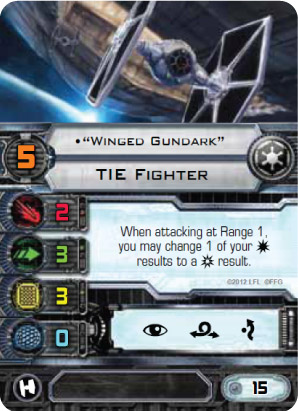 •“Winged Gundark”
5
TIE Fighter
2
When attacking at Range 1,
you may change 1 of your
results to a result.
3
©2012 LFL ©FFG
3
0
15